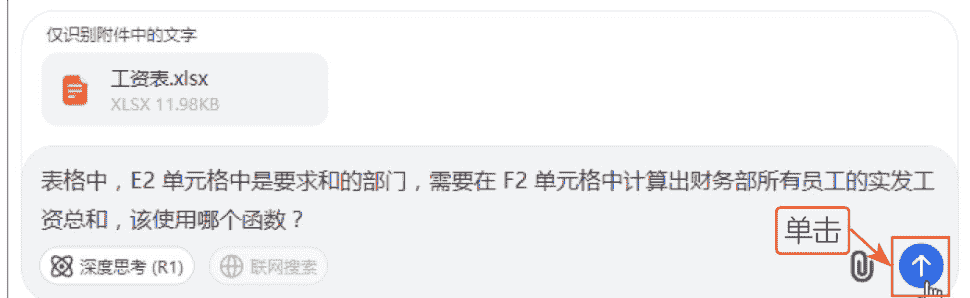 仅识别附件中的文字
工资表.xlsx
XLSX 11.98KB
表格中，E2 单元格中是要求和的部门，需要在 F2 单元格中计算出财务部所有员工的实发工
资总和，该使用哪个函数？
单击
深度思考 (R1) 联网搜索